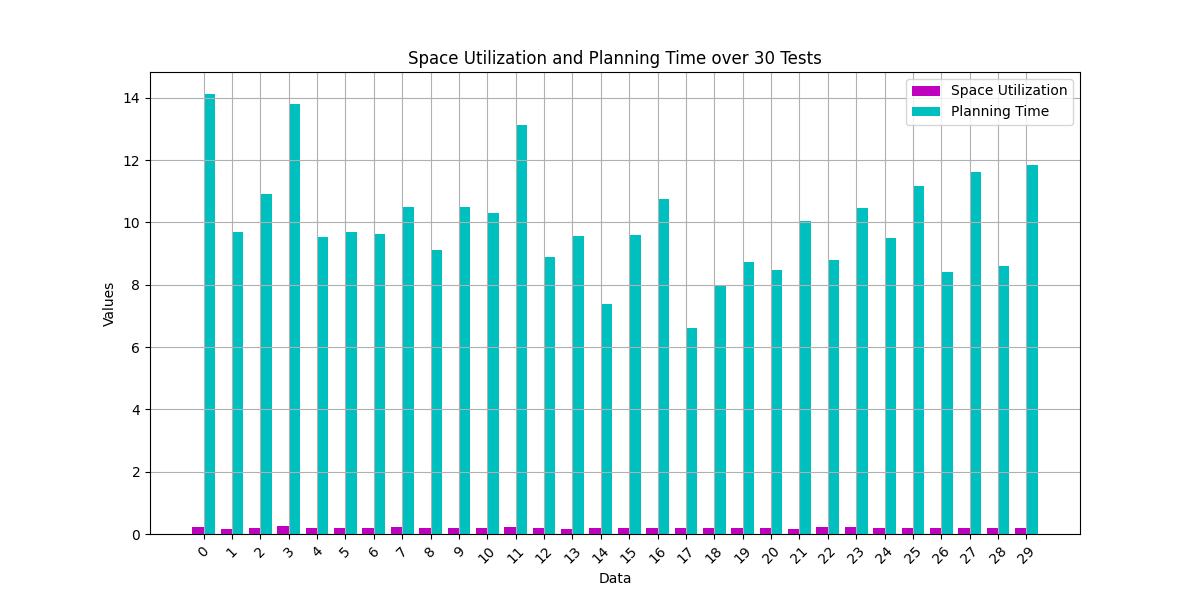 Space Utilization and Planning Time over 30 Tests
Space Utilization
Planning Time
Values
14
12
10
8
6
4
2
0
0 1 2 3 4 5 6 7 8 9 10 11 12 13 14 15 16 17 18 19 20 21 22 23 24 25 26 27 28 29
Data